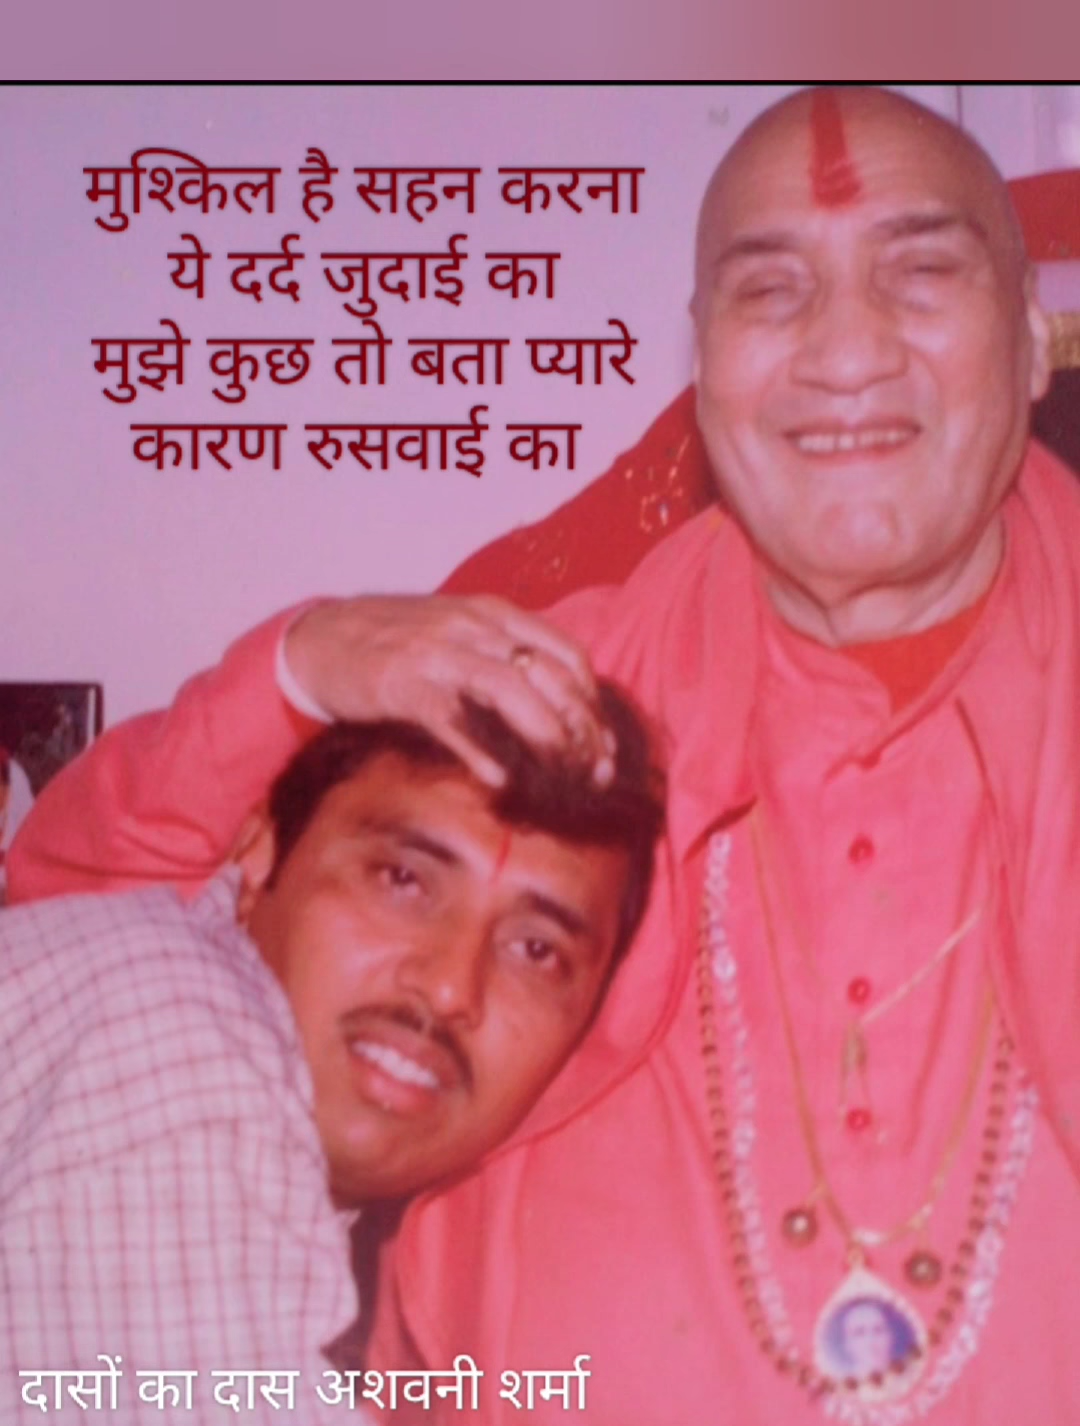 मुश्किल है सहन करना
ये दर्द जुदाई का
मुझे कुछ तो बता प्यारे
कारण रुसवाई का
दासों का दास अशवनी शर्मा